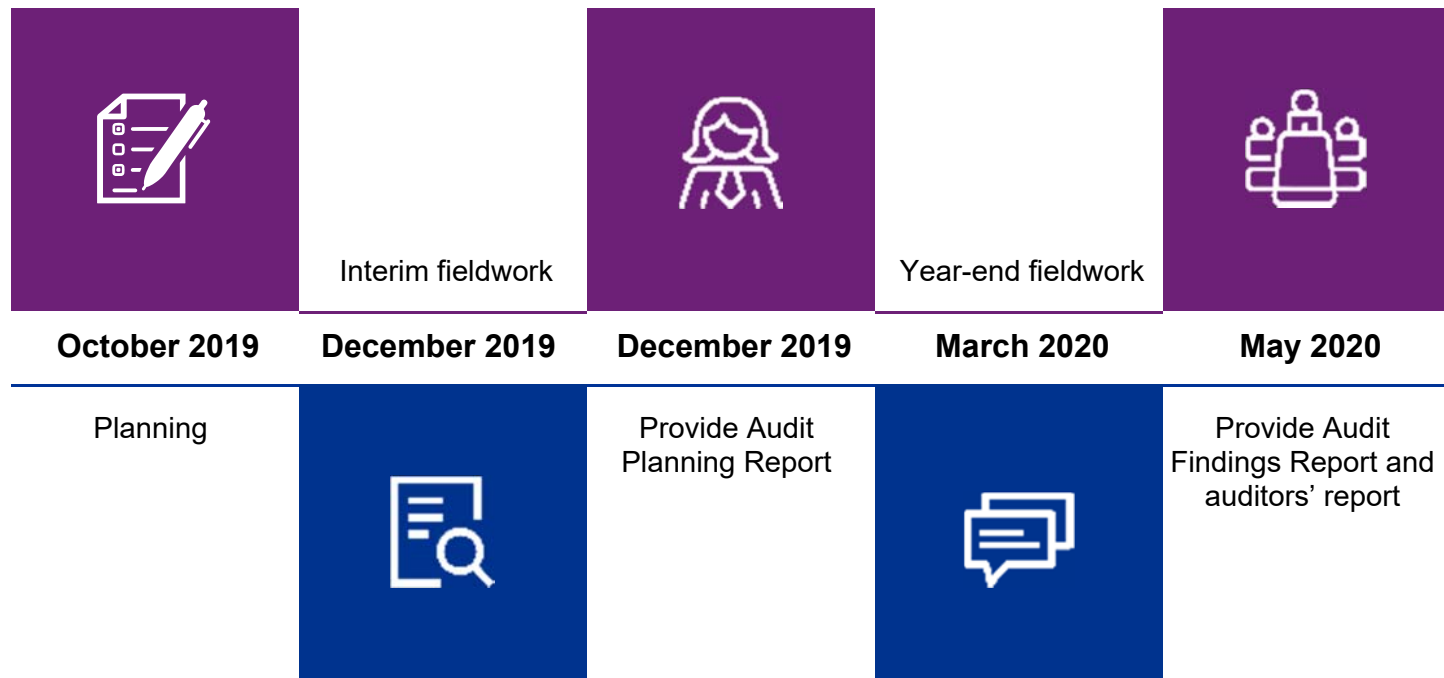 Interim fieldwork
Year-end fieldwork
October 2019
December 2019
December 2019
March 2020
May 2020
Planning
Provide Audit
Planning Report
Provide Audit
Findings Report and
auditors’ report